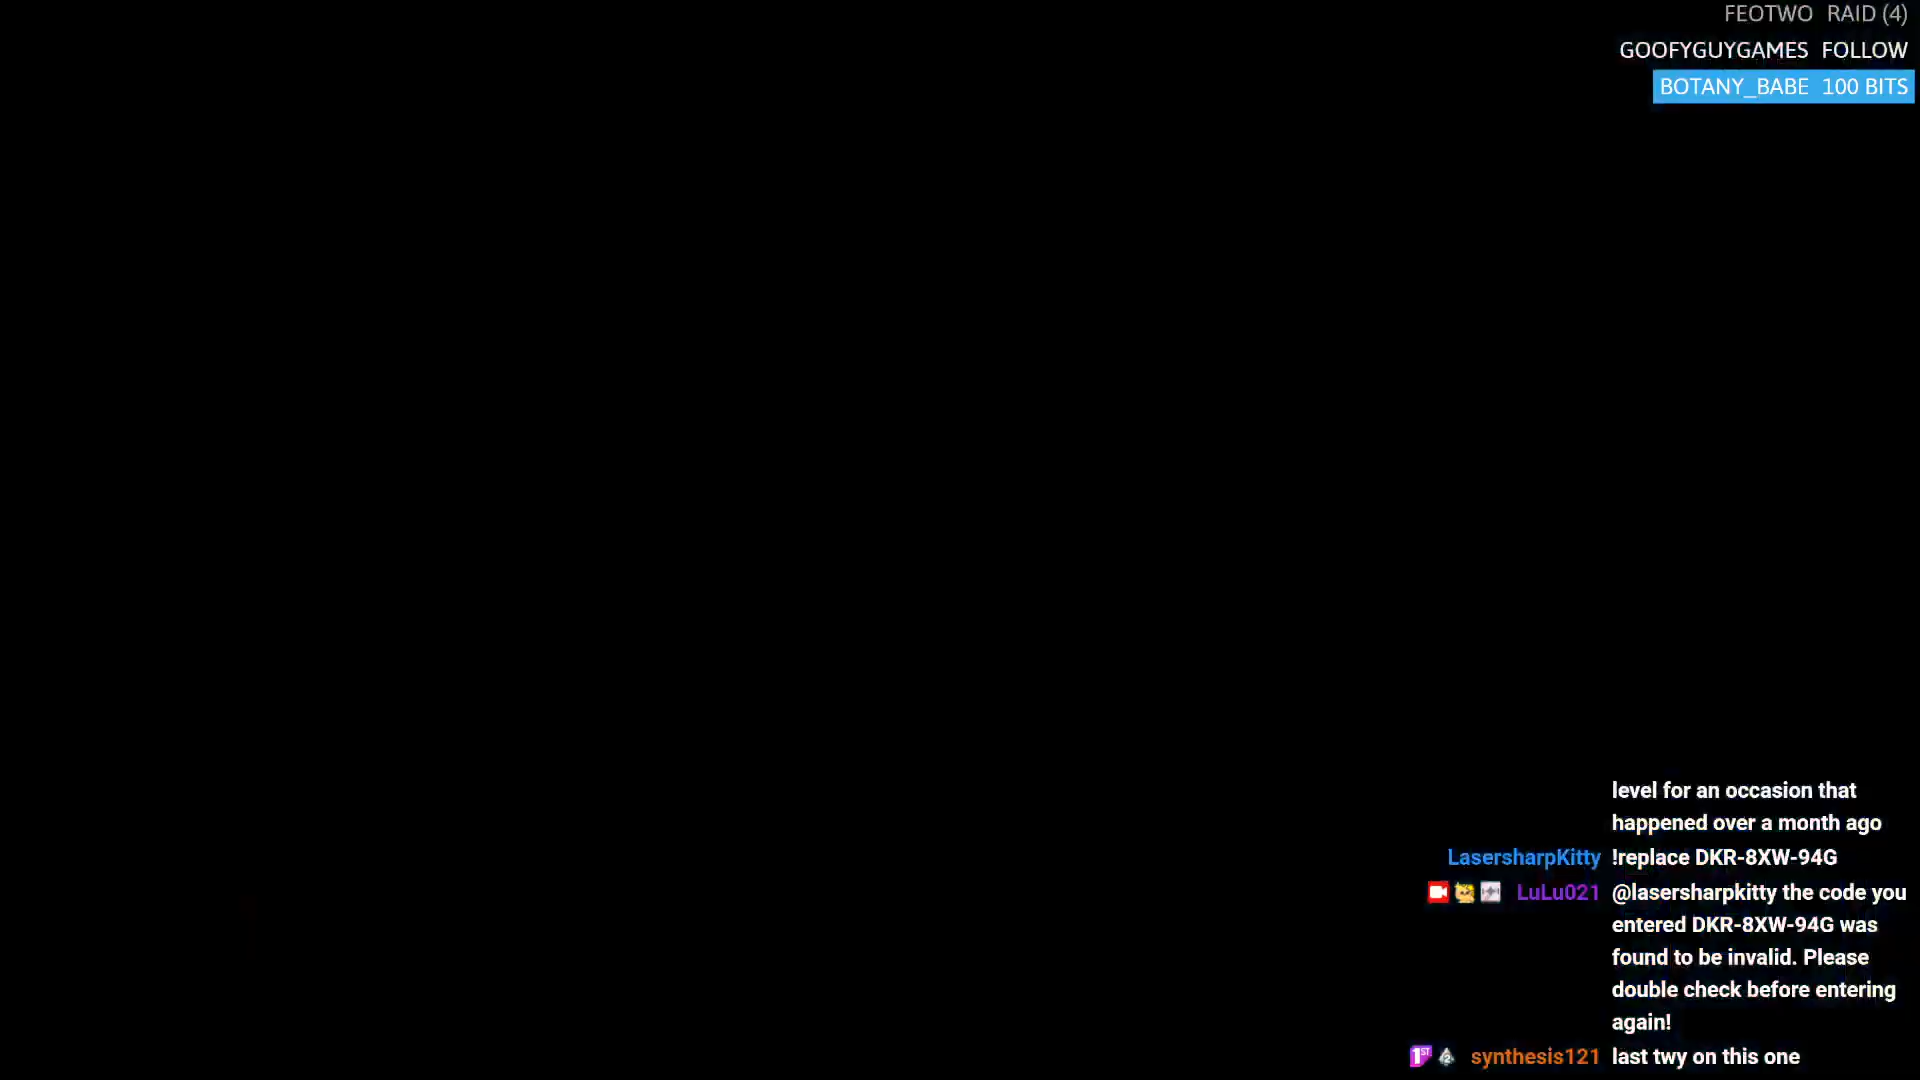 FEOTWO RAID (4)
GOOFYGUYGAMES FOLLOW
BOTANY_BABE 100 BITS
level for an occasion that
happened over a month ago
LasersharpKitty !replace DKR-8XW-94G
LuLu021 @lasersharpkitty the code you
entered DKR-8XW-94G was
found to be invalid. Please
double check before entering
again!
1ST 2 synthesis121 last twy on this one